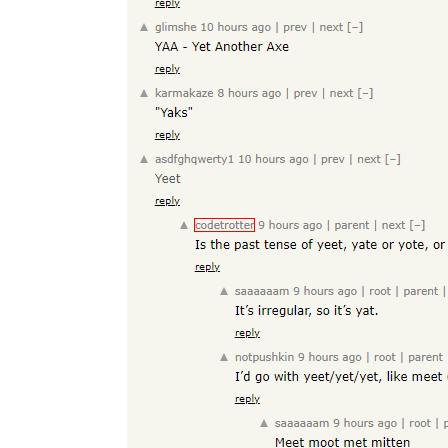 reply
glimshe 10 hours ago | prev | next [–]
YAA - Yet Another Axe
reply
karmakaze 8 hours ago | prev | next [–]
"Yaks"
reply
asdfghqwerty1 10 hours ago | prev | next [–]
Yeet
reply
codetrotter 9 hours ago | parent | next [–]
Is the past tense of yeet, yate or yote, or
reply
saaaaaam 9 hours ago | root | parent |
It's irregular, so it's yat.
reply
notpushkin 9 hours ago | root | parent
I'd go with yeet/yet/yet, like meet
reply
saaaaaam 9 hours ago | root |
Meet moot met mitten